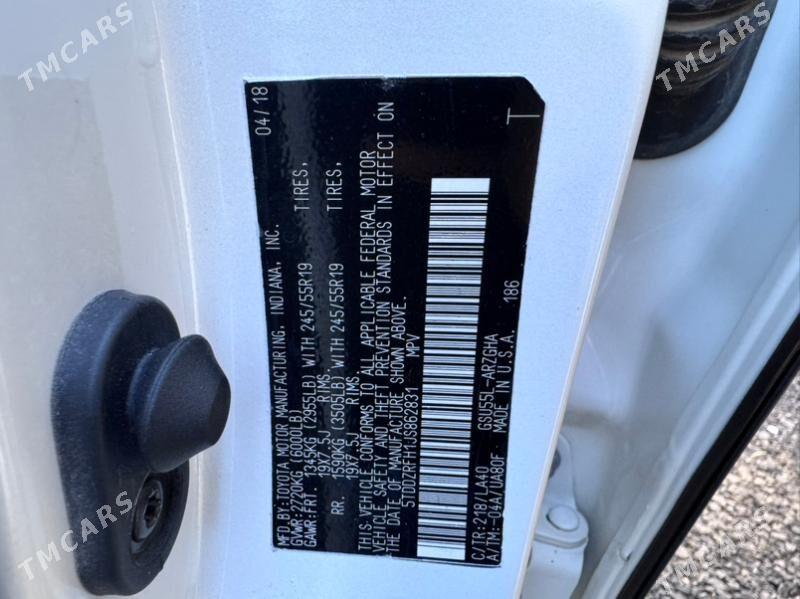 MFD.BY:TOYOTA MOTOR MANUFACTURING, INDIANA, INC. 04/18
GVWR:2720KG (6000LB)
GAWR:FRT. 1345KG (2955LB) WITH 245/55R19 TIRES,
19X7.5J RIMS
RR. 1590KG (3505LB) WITH 245/55R19 TIRES,
19X7.5J RIMS
THIS VEHICLE CONFORMS TO ALL APPLICABLE FEDERAL MOTOR
VEHICLE SAFETY AND THEFT PREVENTION STANDARDS IN EFFECT ON
THE DATE OF MANUFACTURE SHOWN ABOVE.
5TDDZRFH1JS862831 MPV
C/TR:218/LA40 GSU55L-ARZGHA
A/TM:-04A/UA80F MADE IN U.S.A. 186
T
TMCARS
TMCARS
TMCARS
TMCARS
TMCARS